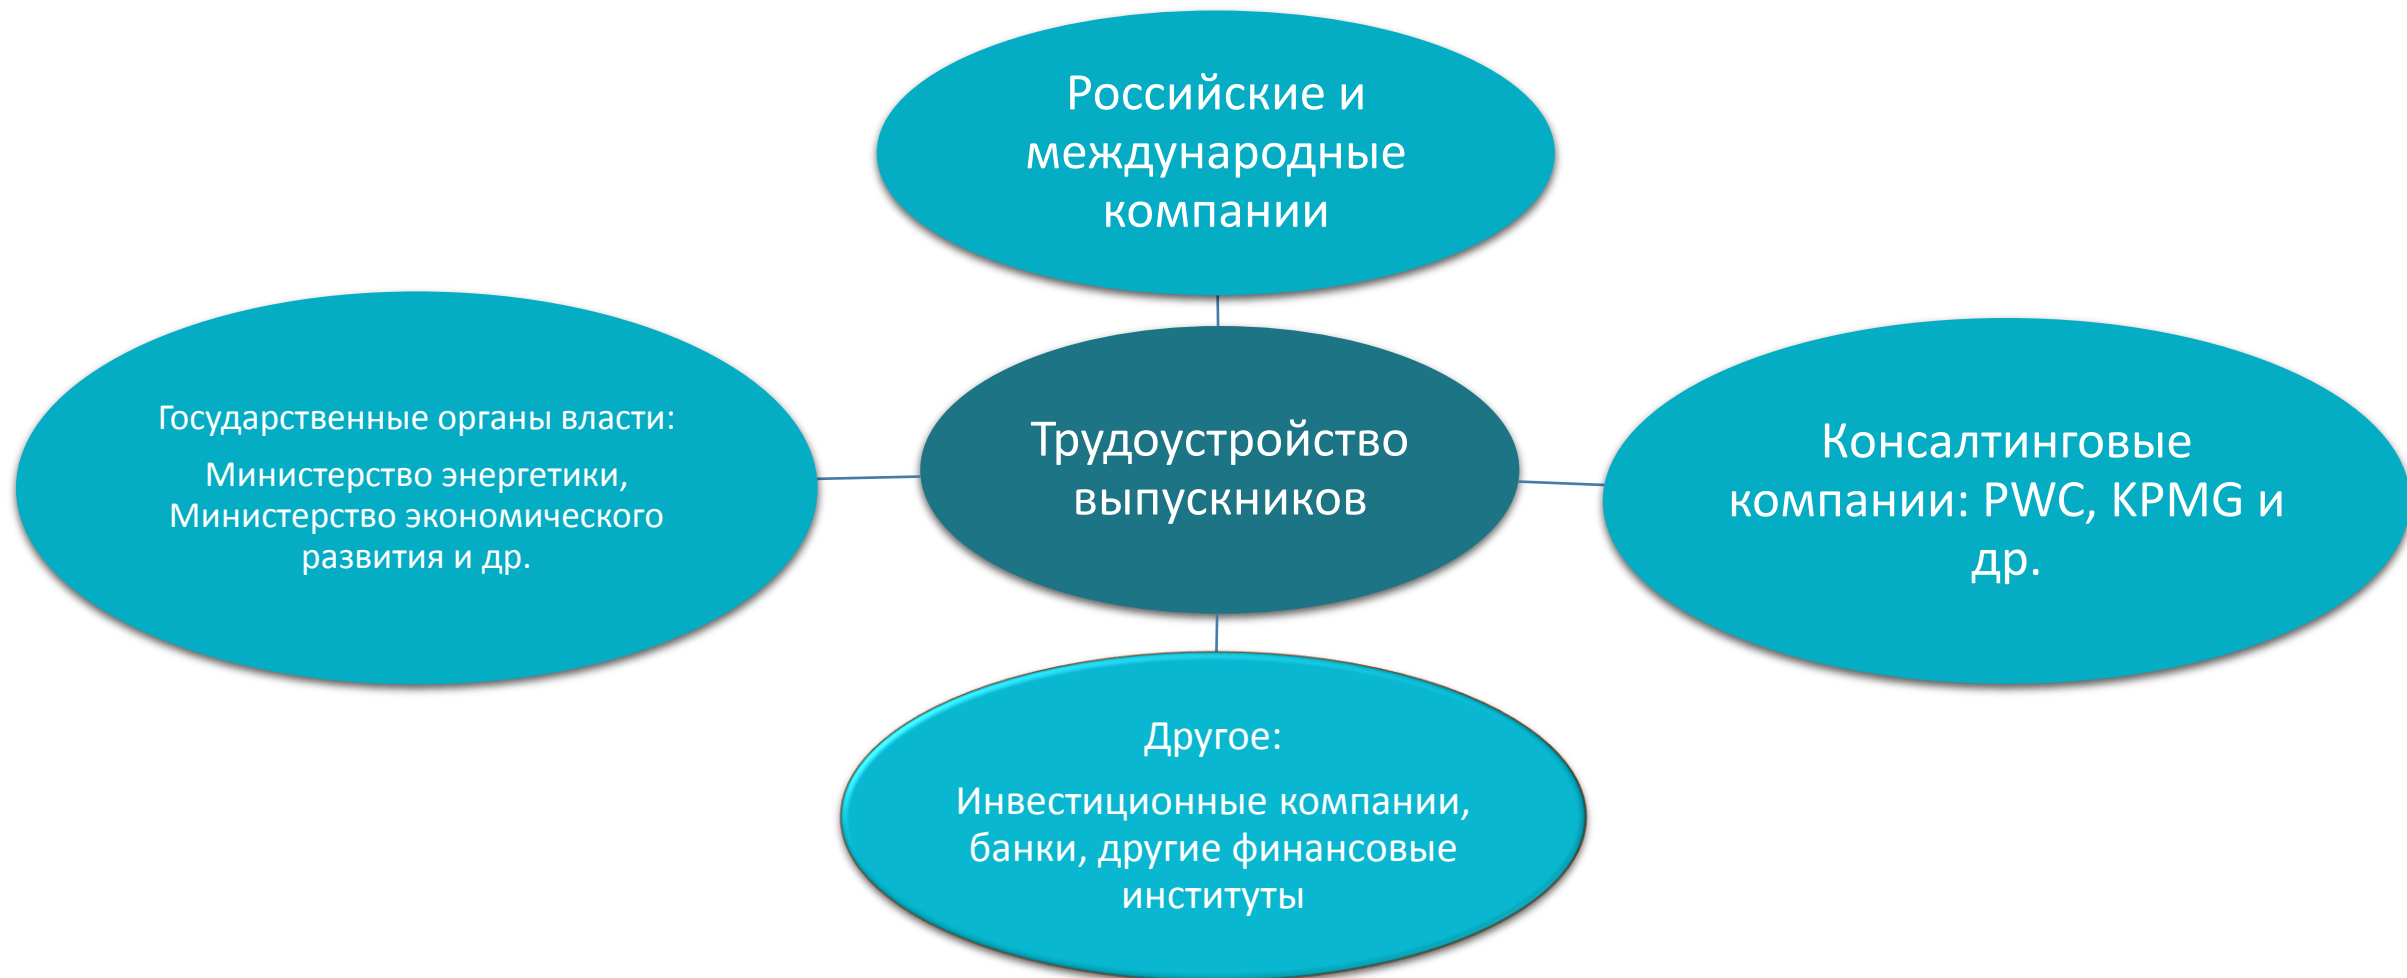 Российские и
международные
компании
Государственные органы власти:
Министерство энергетики,
Министерство экономического
развития и др.
Трудоустройство
выпускников
Консалтинговые
компании: PWC, KPMG и
др.
Другое:
Инвестиционные компании,
банки, другие финансовые
институты